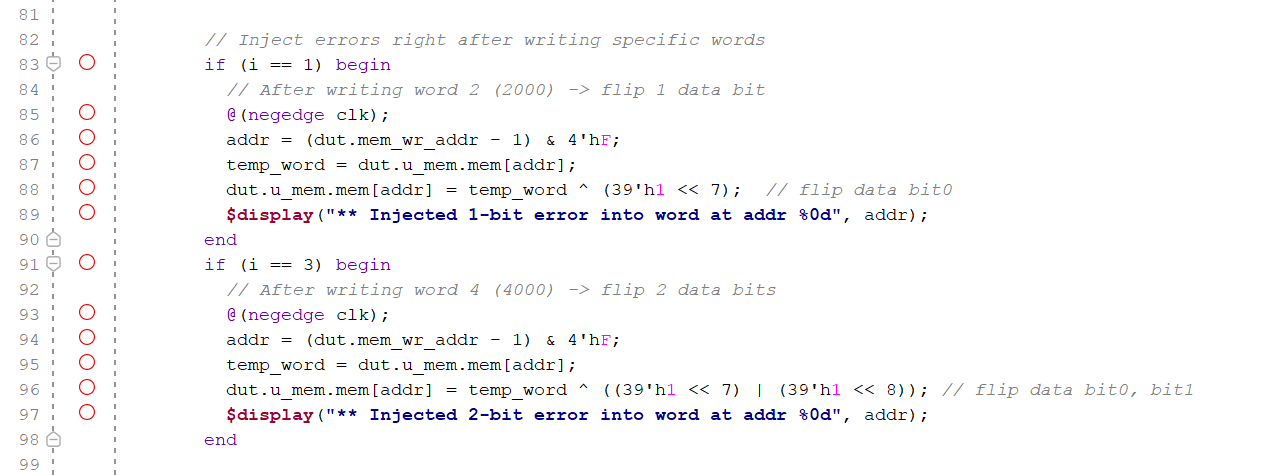 81
82 // Inject errors right after writing specific words
83 if (i == 1) begin
84 // After writing word 2 (2000) -> flip 1 data bit
85 @(negedge clk);
86 addr = (dut.mem_wr_addr - 1) & 4'hF;
87 temp_word = dut.u_mem.mem[addr];
88 dut.u_mem.mem[addr] = temp_word ^ (39'h1 << 7);  // flip data bit0
89 $display("** Injected 1-bit error into word at addr %0d", addr);
90 end
91 if (i == 3) begin
92 // After writing word 4 (4000) -> flip 2 data bits
93 @(negedge clk);
94 addr = (dut.mem_wr_addr - 1) & 4'hF;
95 temp_word = dut.u_mem.mem[addr];
96 dut.u_mem.mem[addr] = temp_word ^ ((39'h1 << 7) | (39'h1 << 8)); // flip data bit0, bit1
97 $display("** Injected 2-bit error into word at addr %0d", addr);
98 end
99